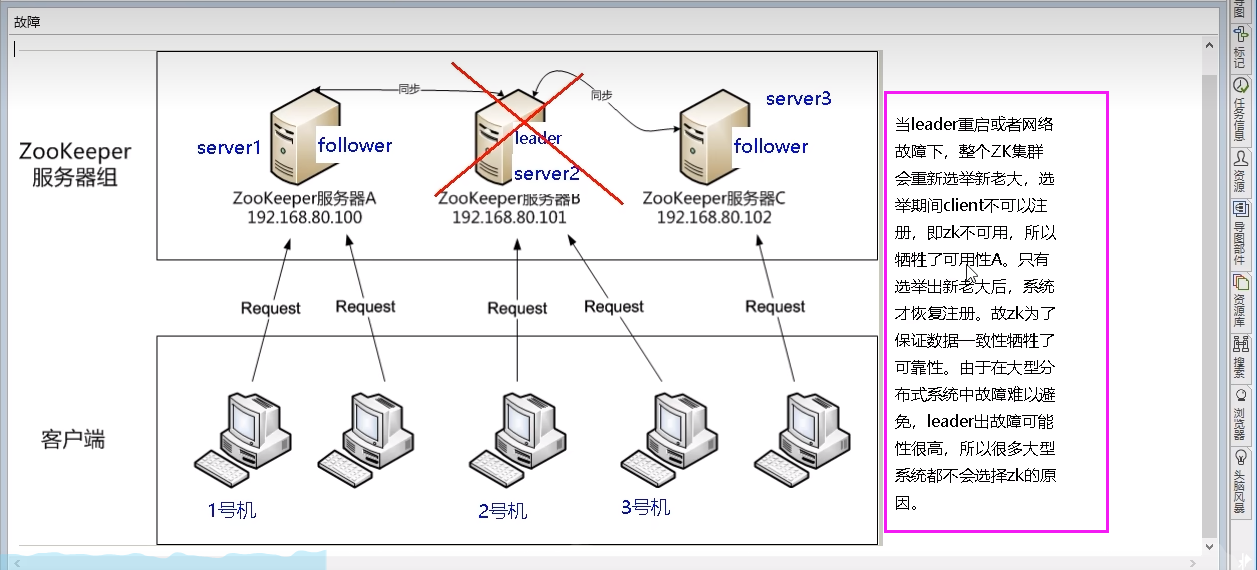 故障
同步
同步
server3
server1
follower
leader
server2
follower
ZooKeeper
服务器组
ZooKeeper服务器A
192.168.80.100
ZooKeeper服务器B
192.168.80.101
ZooKeeper服务器C
192.168.80.102
Request
Request
Request
Request
Request
客户端
1号机
2号机
3号机
当leader重启或者网络
故障下，整个ZK集群
会重新选举新老大，选
举期间client不可以注
册，即zk不可用，所以
牺牲了可用性A。只有
选举出新老大后，系统
才恢复注册。故zk为了
保证数据一致性牺牲了
可靠性。由于在大型分
布式系统中故障难以避
免，leader出故障可能
性很高，所以很多大型
系统都不会选择zk的原
因。
导图
标记
任务信息
资源
导图部件
资源库
搜索
浏览器
头脑风暴